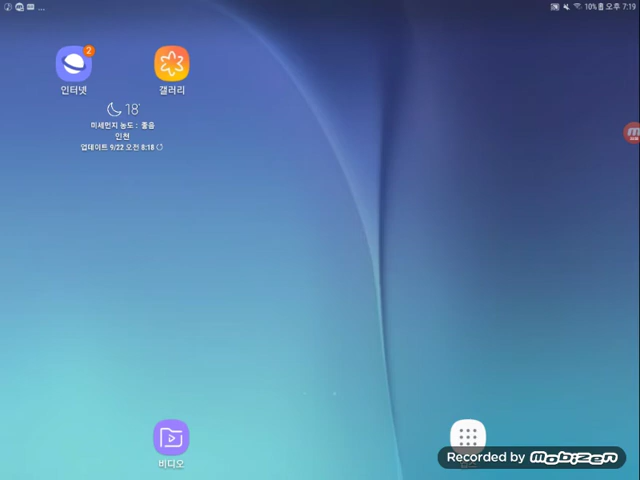 10% 오후 7:19
2
인터넷
갤러리
18°
미세먼지 농도 : 좋음
인천
업데이트 9/22 오전 8:18
비디오
Recorded by MOBIZEN